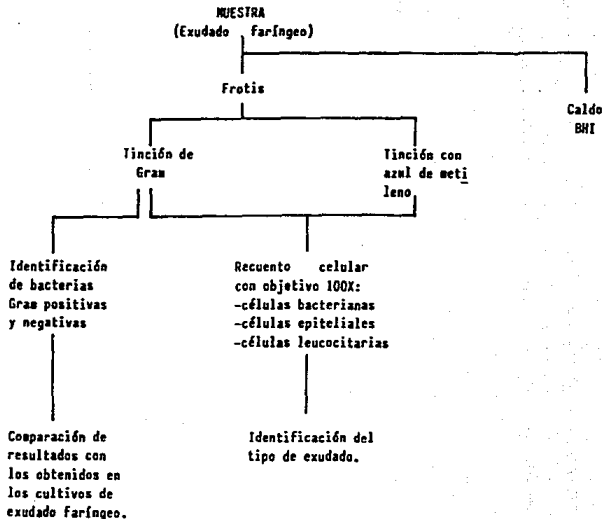 MUESTRA
(Exudado faríngeo)
Frotis
Caldo
BHI
Tinción de
Gram
Tinción con
azul de meti
leno
Identificación
de bacterias
Gram positivas
y negativas
Recuento celular
con objetivo 100X:
-células bacterianas
-células epiteliales
-células leucocitarias
Comparación de
resultados con
los obtenidos en
los cultivos de
exudado faríngeo.
Identificación del
tipo de exudado.